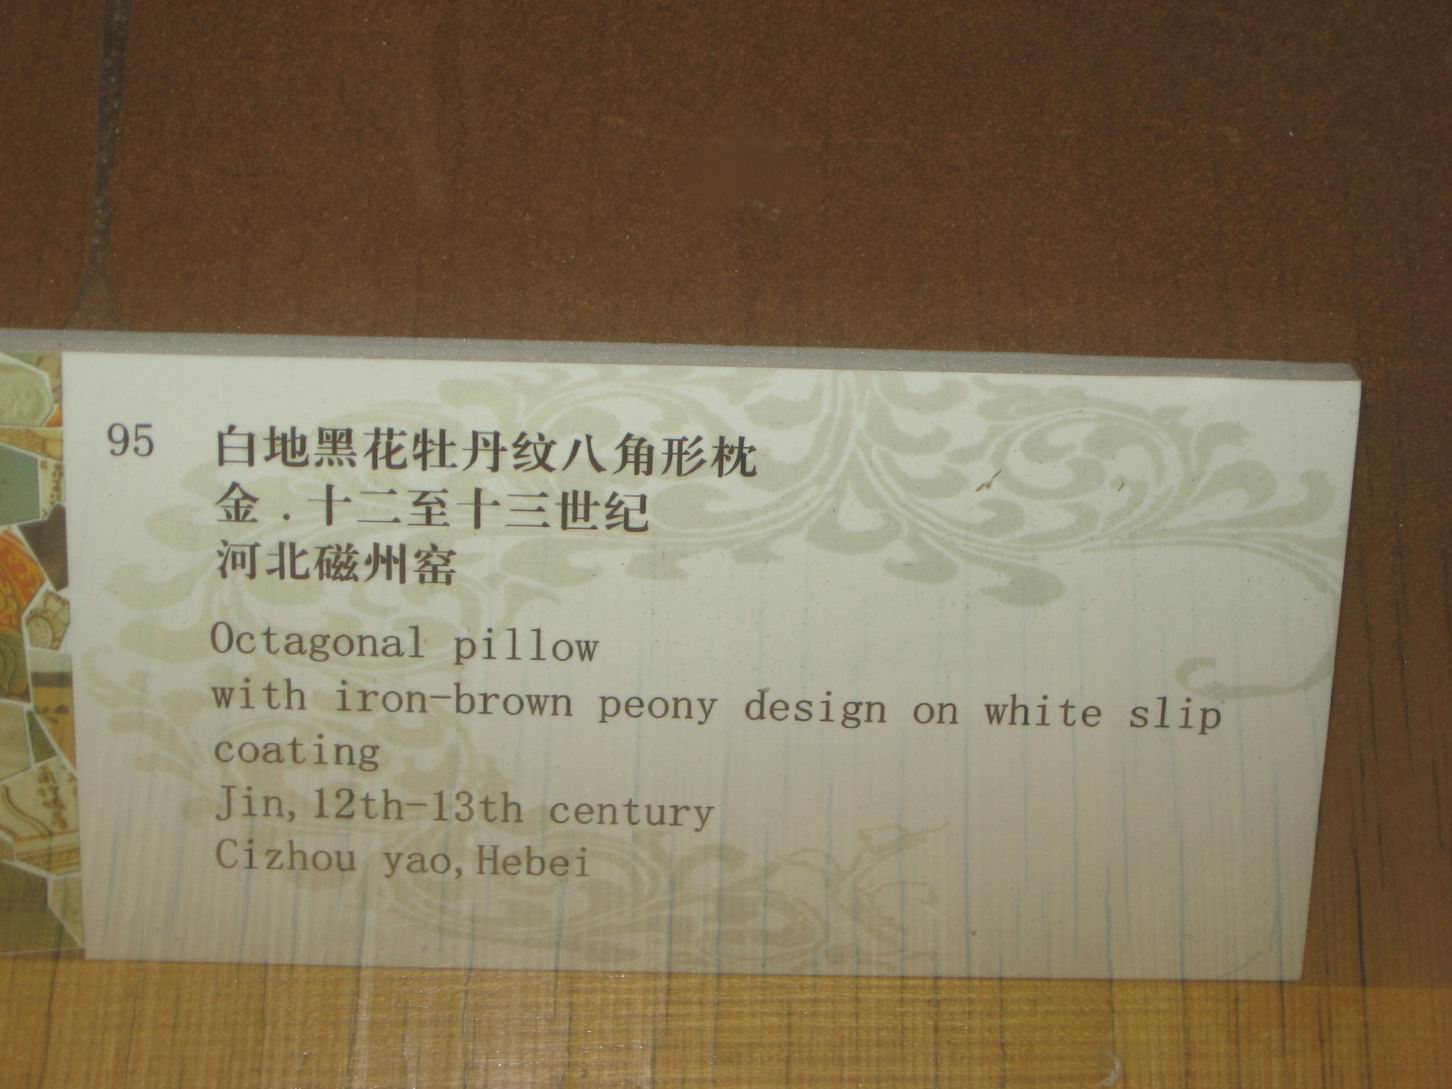 95 白地黑花牡丹纹八角形枕
金.十二至十三世纪
河北磁州窑
Octagonal pillow
with iron-brown peony design on white slip
coating
Jin,12th-13th century
Cizhou yao,Hebei